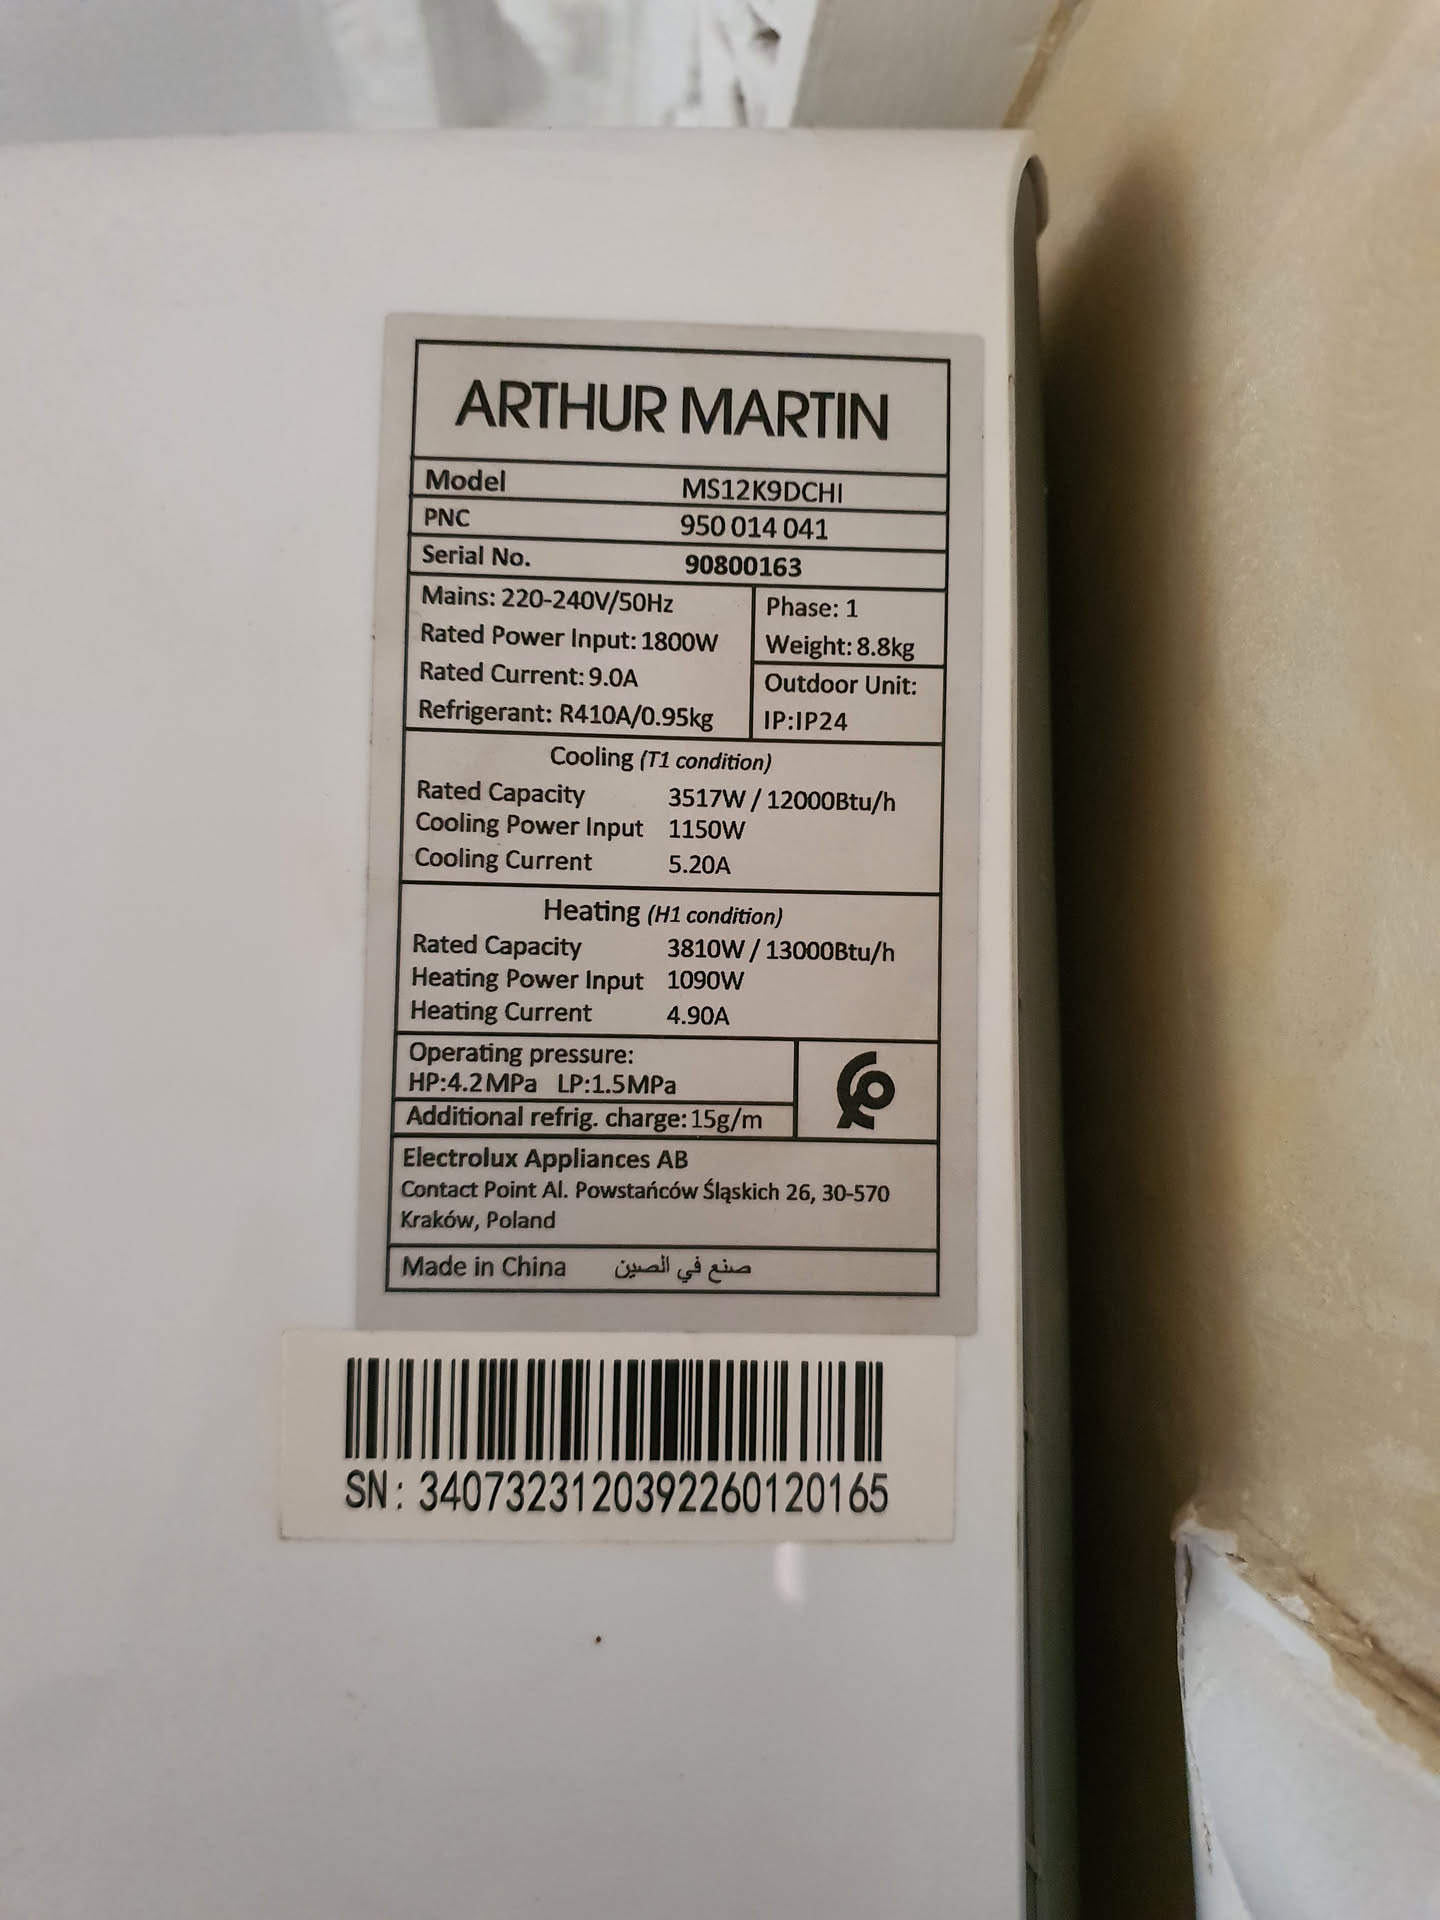 ARTHUR MARTIN
Model MS12K9DCHI
PNC 950 014 041
Serial No. 90800163
Mains: 220-240V/50Hz
Rated Power Input: 1800W
Rated Current: 9.0A
Refrigerant: R410A/0.95kg
Phase: 1
Weight: 8.8kg
Outdoor Unit:
IP:IP24
Cooling (T1 condition)
Rated Capacity 3517W / 12000Btu/h
Cooling Power Input 1150W
Cooling Current 5.20A
Heating (H1 condition)
Rated Capacity 3810W / 13000Btu/h
Heating Power Input 1090W
Heating Current 4.90A
Operating pressure:
HP:4.2MPa LP:1.5MPa
Additional refrig. charge: 15g/m
Electrolux Appliances AB
Contact Point Al. Powstańców Śląskich 26, 30-570
Kraków, Poland
Made in China صنع في الصين
SN: 3407323120392260120165